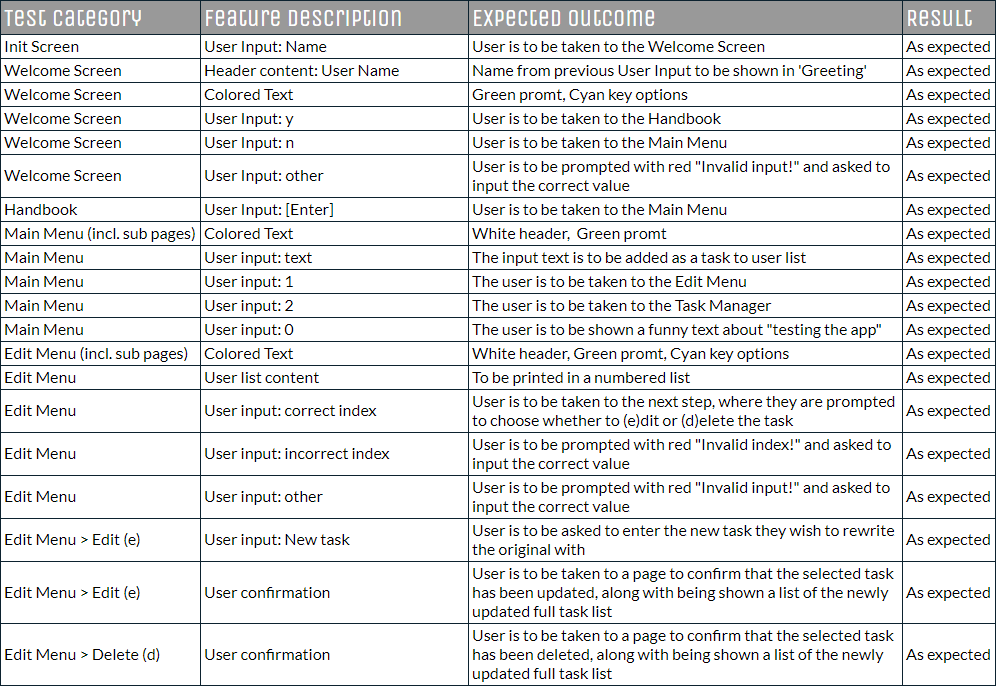 Test Category Feature Description Expected Outcome Result
Init Screen User Input: Name User is to be taken to the Welcome Screen As expected
Welcome Screen Header content: User Name Name from previous User Input to be shown in 'Greeting' As expected
Welcome Screen Colored Text Green promt, Cyan key options As expected
Welcome Screen User Input: y User is to be taken to the Handbook As expected
Welcome Screen User Input: n User is to be taken to the Main Menu As expected
Welcome Screen User Input: other User is to be prompted with red "Invalid input!" and asked to
input the correct value As expected
Handbook User Input: [Enter] User is to be taken to the Main Menu As expected
Main Menu (incl. sub pages) Colored Text White header,  Green promt As expected
Main Menu User input: text The input text is to be added as a task to user list As expected
Main Menu User input: 1 The user is to be taken to the Edit Menu As expected
Main Menu User input: 2 The user is to be taken to the Task Manager As expected
Main Menu User input: 0 The user is to be shown a funny text about "testing the app" As expected
Edit Menu (incl. sub pages) Colored Text White header, Green promt, Cyan key options As expected
Edit Menu User list content To be printed in a numbered list As expected
Edit Menu User input: correct index User is to be taken to the next step, where they are prompted
to choose whether to (e)dit or (d)elete the task As expected
Edit Menu User input: incorrect index User is to be prompted with red "Invalid index!" and asked to
input the correct value As expected
Edit Menu User input: other User is to be prompted with red "Invalid input!" and asked to
input the correct value As expected
Edit Menu > Edit (e) User input: New task User is to be asked to enter the new task they wish to rewrite
the original with As expected
Edit Menu > Edit (e) User confirmation User is to be taken to a page to confirm that the selected task
has been updated, along with being shown a list of the newly
updated full task list As expected
Edit Menu > Delete (d) User confirmation User is to be taken to a page to confirm that the selected task
has been deleted, along with being shown a list of the newly
updated full task list As expected